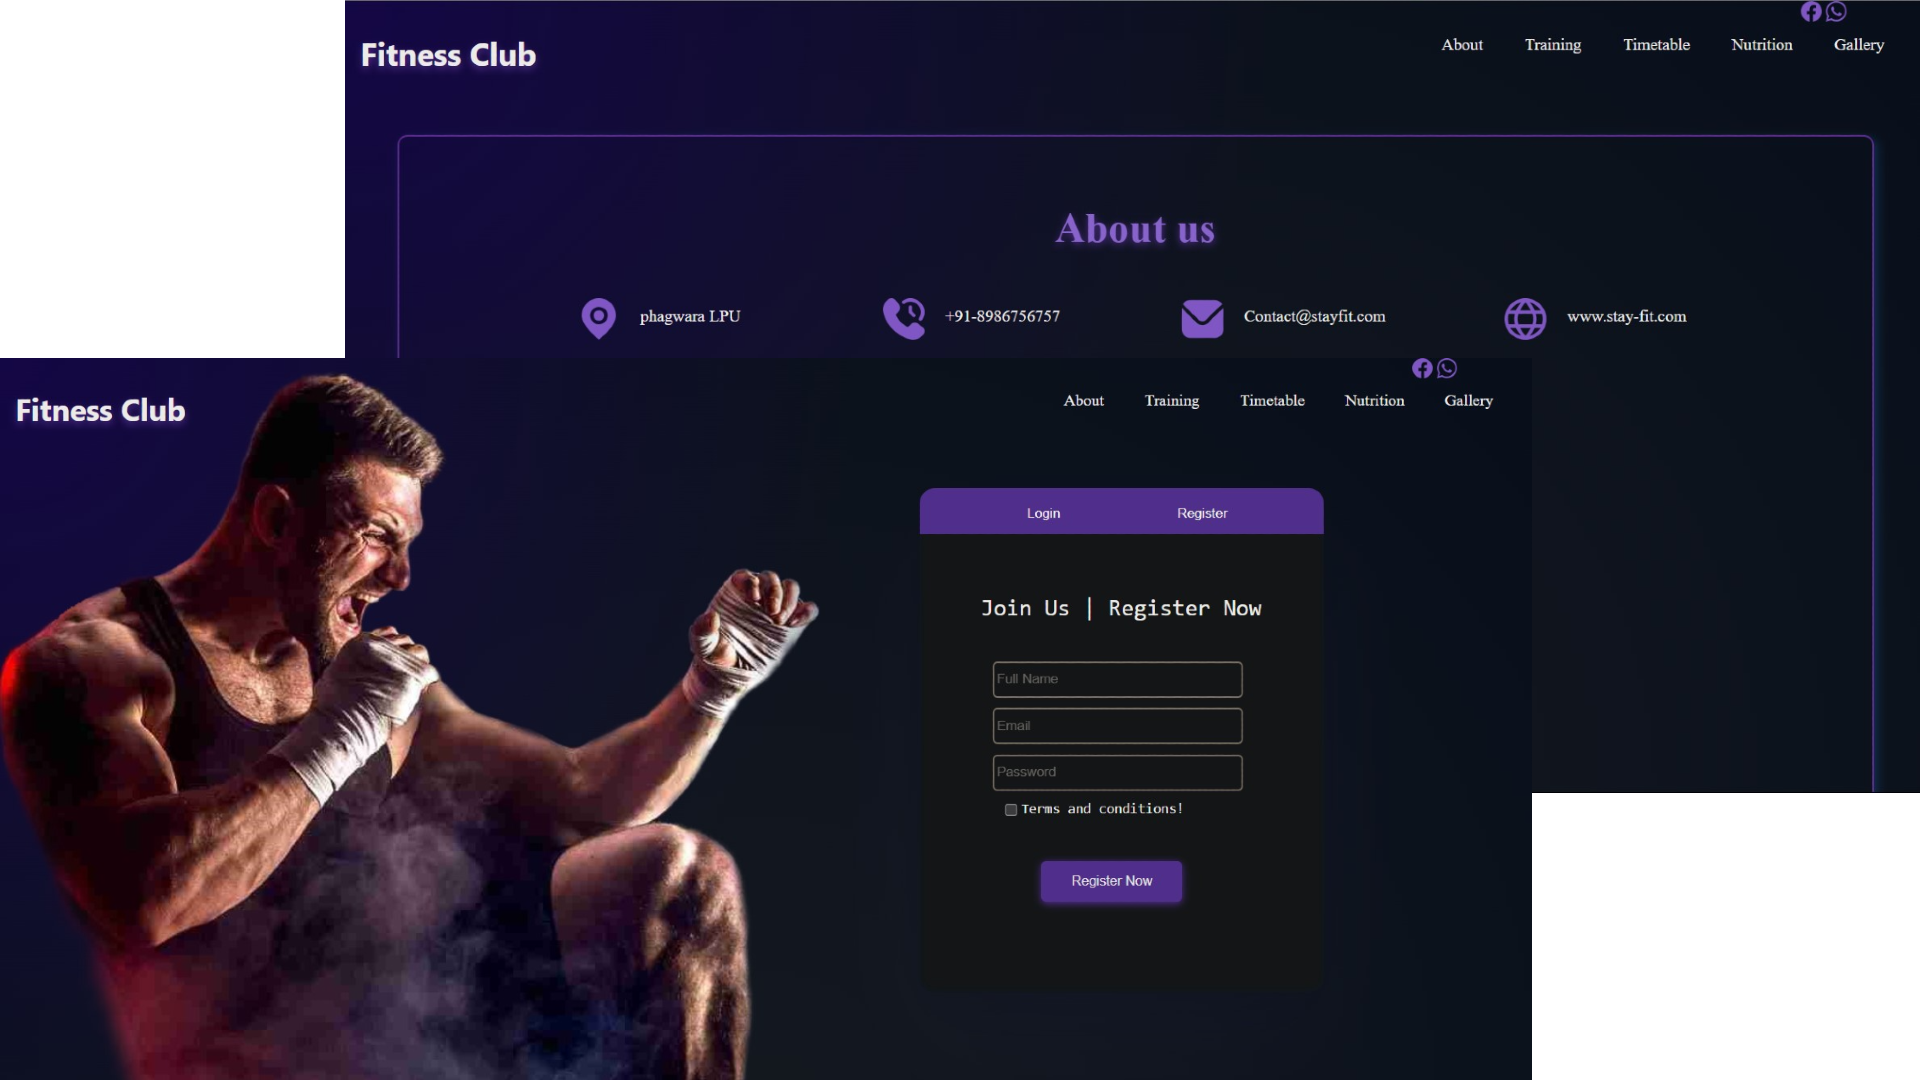 Fitness Club
About Training Timetable Nutrition Gallery
About us
phagwara LPU +91-8986756757 Contact@stayfit.com www.stay-fit.com
Fitness Club
About Training Timetable Nutrition Gallery
Login Register
Join Us | Register Now
Full Name
Email
Password
Terms and conditions!
Register Now